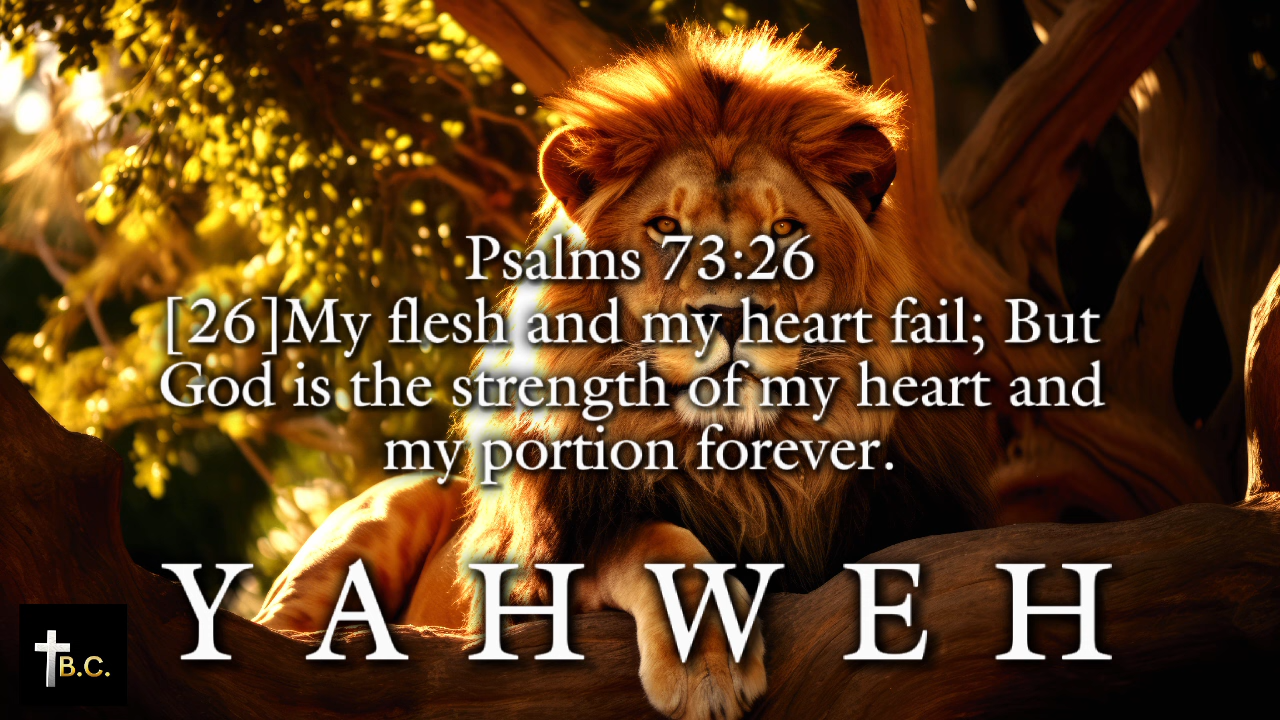 Psalms 73:26
[26]My flesh and my heart fail; But
God is the strength of my heart and
my portion forever.
YAHWEH
B.C.